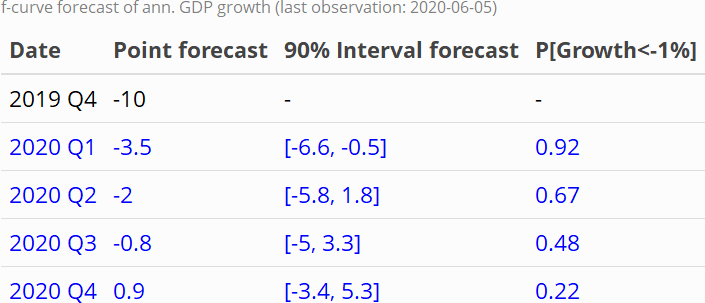 f-curve forecast of ann. GDP growth (last observation: 2020-06-05)
Date Point forecast 90% Interval forecast P[Growth<-1%]
2019 Q4 -10 - -
2020 Q1 -3.5 [-6.6, -0.5] 0.92
2020 Q2 -2 [-5.8, 1.8] 0.67
2020 Q3 -0.8 [-5, 3.3] 0.48
2020 Q4 0.9 [-3.4, 5.3] 0.22